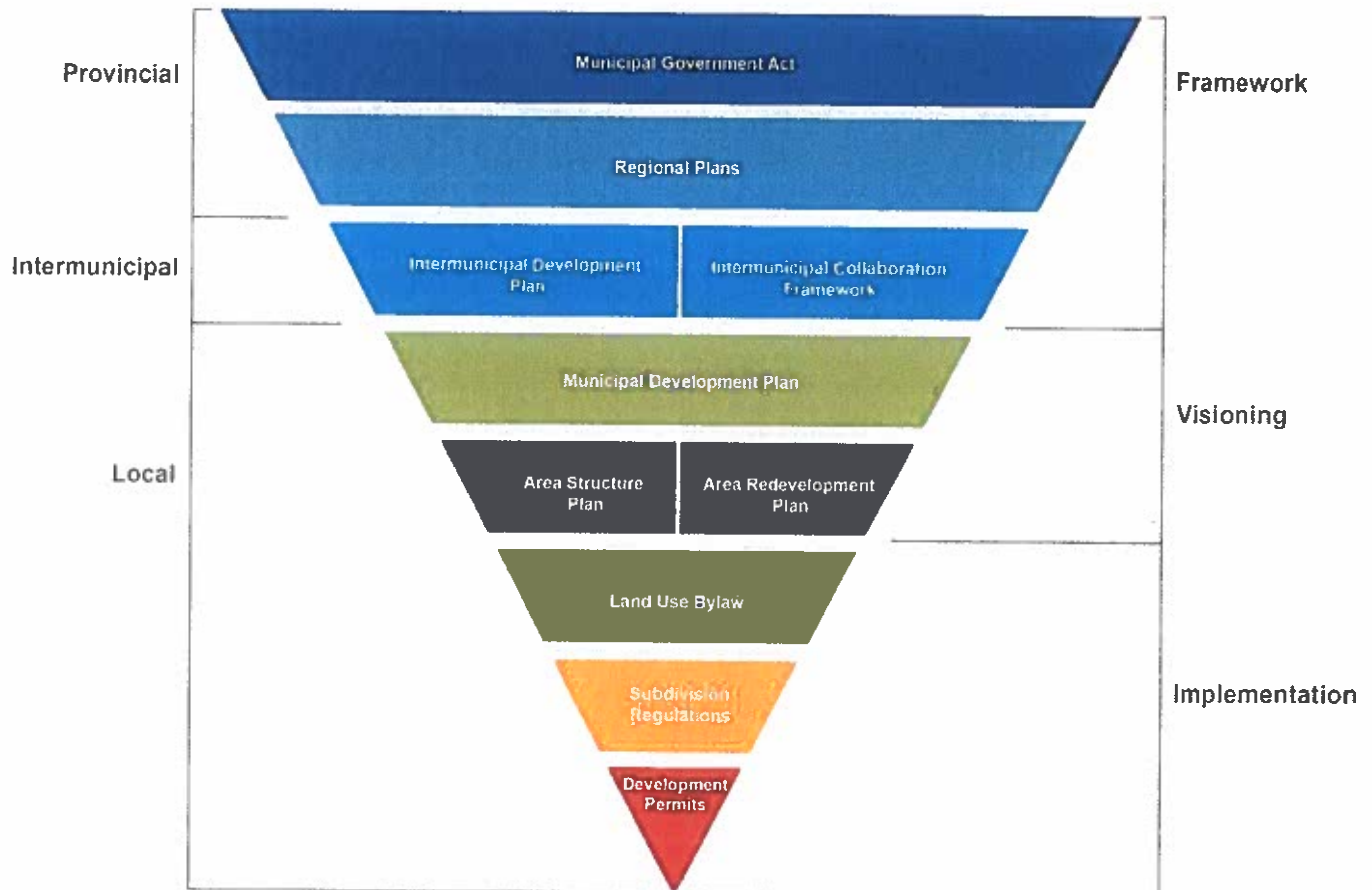 Provincial
Municipal Government Act
Framework
Regional Plans
Intermunicipal
Intermunicipal Development
Plan
Intermunicipal Collaboration
Framework
Municipal Development Plan
Visioning
Local
Area Structure
Plan
Area Redevelopment
Plan
Land Use Bylaw
Subdivision
Regulations
Implementation
Development
Permits